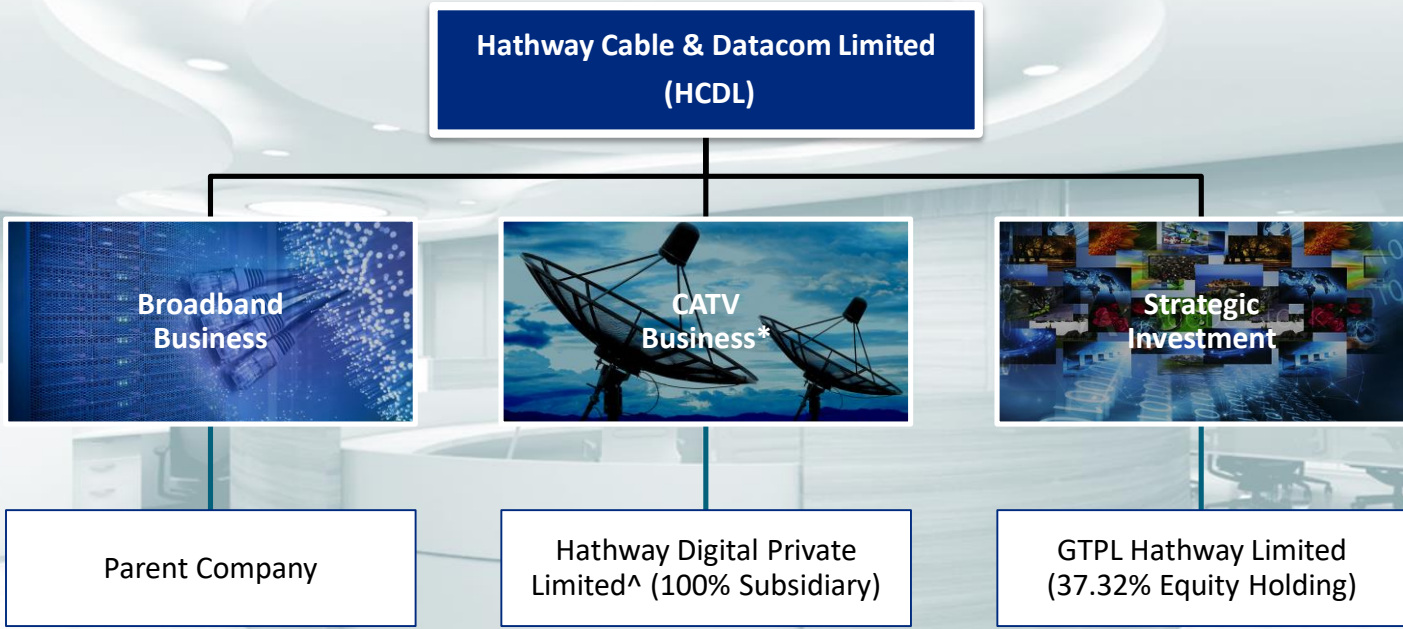 Hathway Cable & Datacom Limited
(HCDL)
Broadband
Business
CATV
Business*
Strategic
Investment
Parent Company
Hathway Digital Private
Limited^ (100% Subsidiary)
GTPL Hathway Limited
(37.32% Equity Holding)